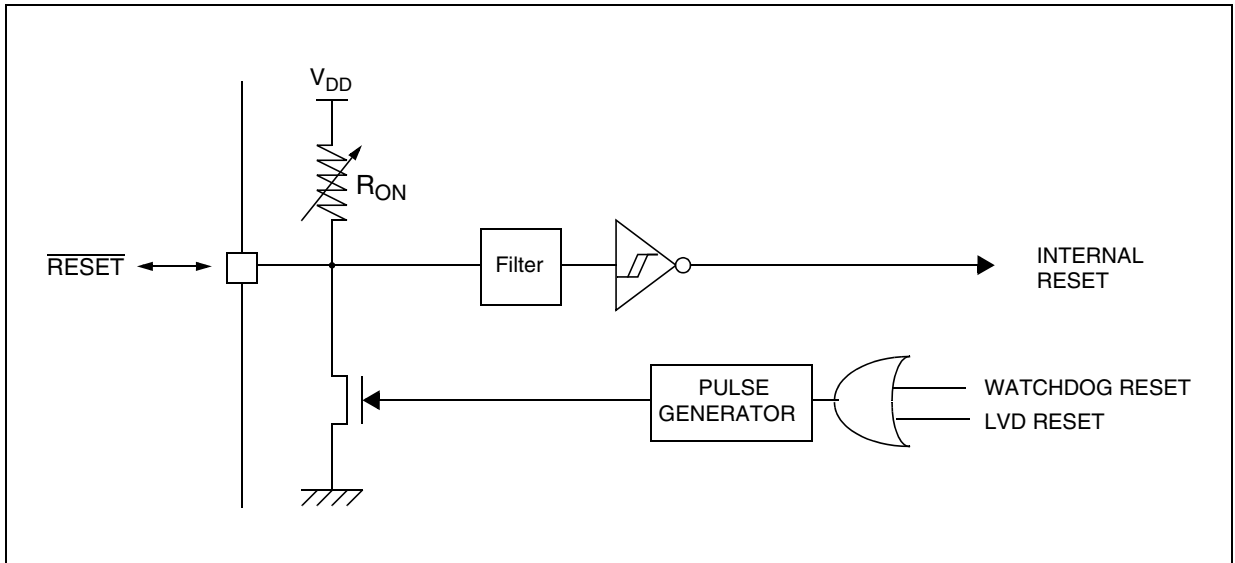 VDD
RON
RESET
Filter
INTERNAL
RESET
PULSE
GENERATOR
WATCHDOG RESET
LVD RESET